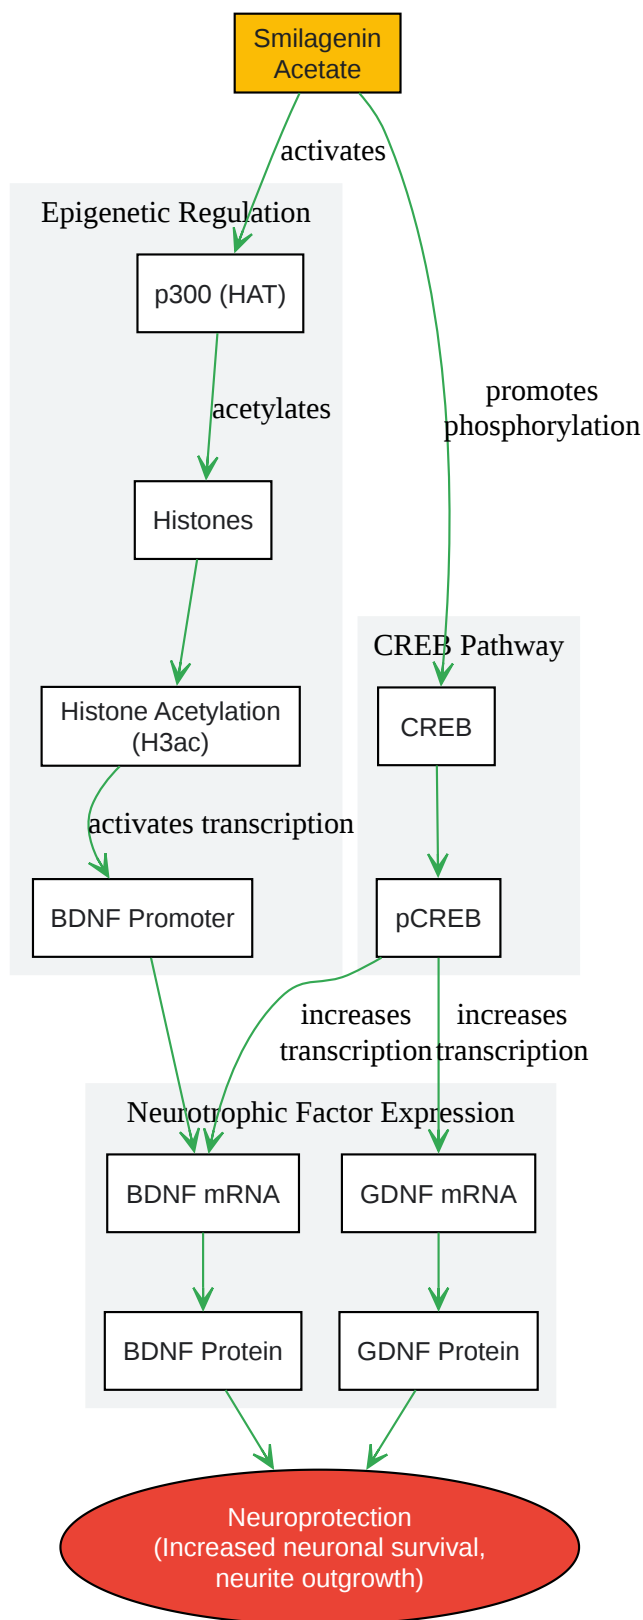 Smilagenin
Acetate
activates
Epigenetic Regulation
p300 (HAT)
acetylates
promotes
phosphorylation
Histones
CREB Pathway
Histone Acetylation
(H3ac)
CREB
activates transcription
BDNF Promoter
pCREB
increases
transcription
increases
transcription
Neurotrophic Factor Expression
BDNF mRNA
GDNF mRNA
BDNF Protein
GDNF Protein
Neuroprotection
(Increased neuronal survival,
neurite outgrowth)